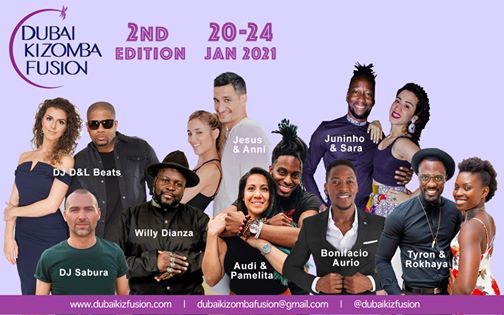 DUBAI
KIZOMBA
FUSION
2ND
EDITION
20-24
JAN 2021
Jesus
& Anni
Juninho
& Sara
DJ D&L Beats
DJ Sabura
Willy Dianza
Audi &
Pamelita
Bonifacio
Aurio
Tyron &
Rokhaya
www.dubaikizfusion.com | dubaikizombafusion@gmail.com | @dubaikizfusion